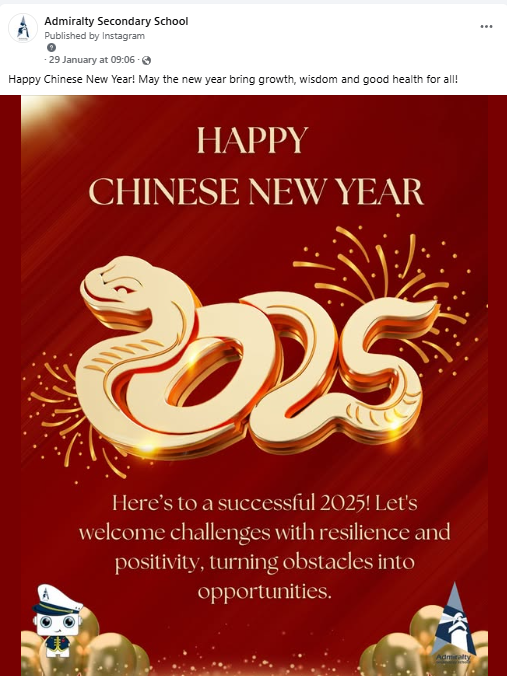 Admiralty Secondary School
Published by Instagram
· 29 January at 09:06 ·
Happy Chinese New Year! May the new year bring growth, wisdom and good health for all!
HAPPY
CHINESE NEW YEAR
2025
Here's to a successful 2025! Let's
welcome challenges with resilience and
positivity, turning obstacles into
opportunities.
Admiralty